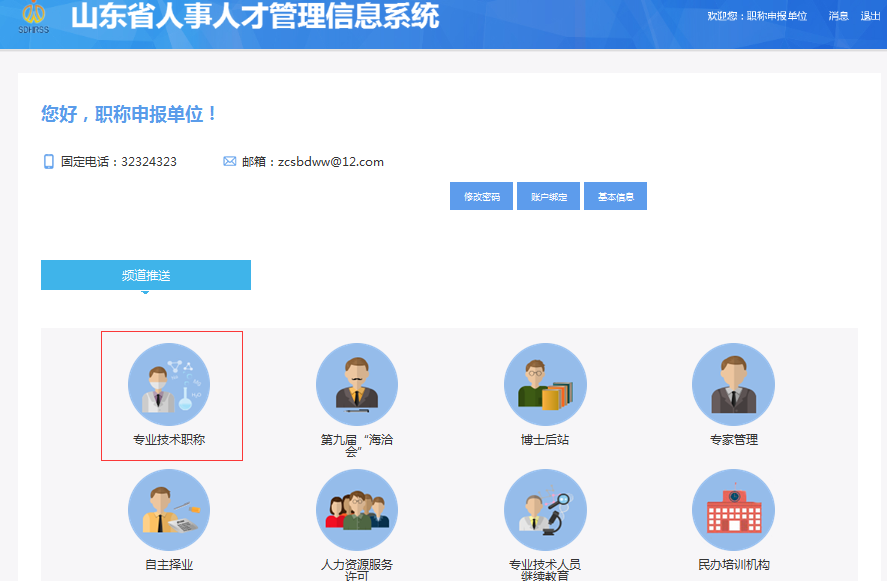 山东省人事人才管理信息系统
SDHRSS
欢迎您：职称申报单位 消息 退出
您好，职称申报单位！
固定电话：32324323 邮箱：zcsbdww@12.com
修改密码 账户绑定 基本信息
频道推送
专业技术职称
第九届“海洽
会”
博士后站
专家管理
自主择业
人力资源服务
许可
专业技术人员
继续教育
民办培训机构